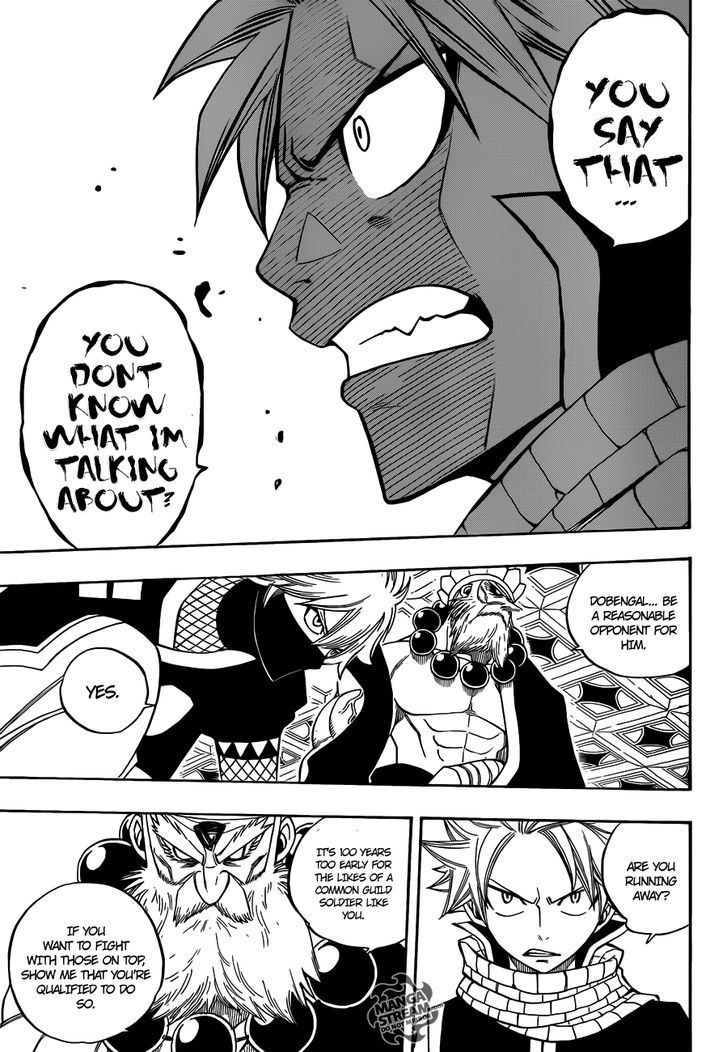 YOU
SAY
THAT
...
YOU
DONT
KNOW
WHAT IM
TALKING
ABOUT?
DOBENGAL... BE
A REASONABLE
OPPONENT FOR
HIM.
YES.
ARE YOU
RUNNING
AWAY?
IT'S 100 YEARS
TOO EARLY FOR
THE LIKES OF A
COMMON GUILD
SOLDIER LIKE
YOU.
IF YOU
WANT TO FIGHT
WITH THOSE ON TOP,
SHOW ME THAT YOU'RE
QUALIFIED TO DO
SO.
MANGA
STREAM